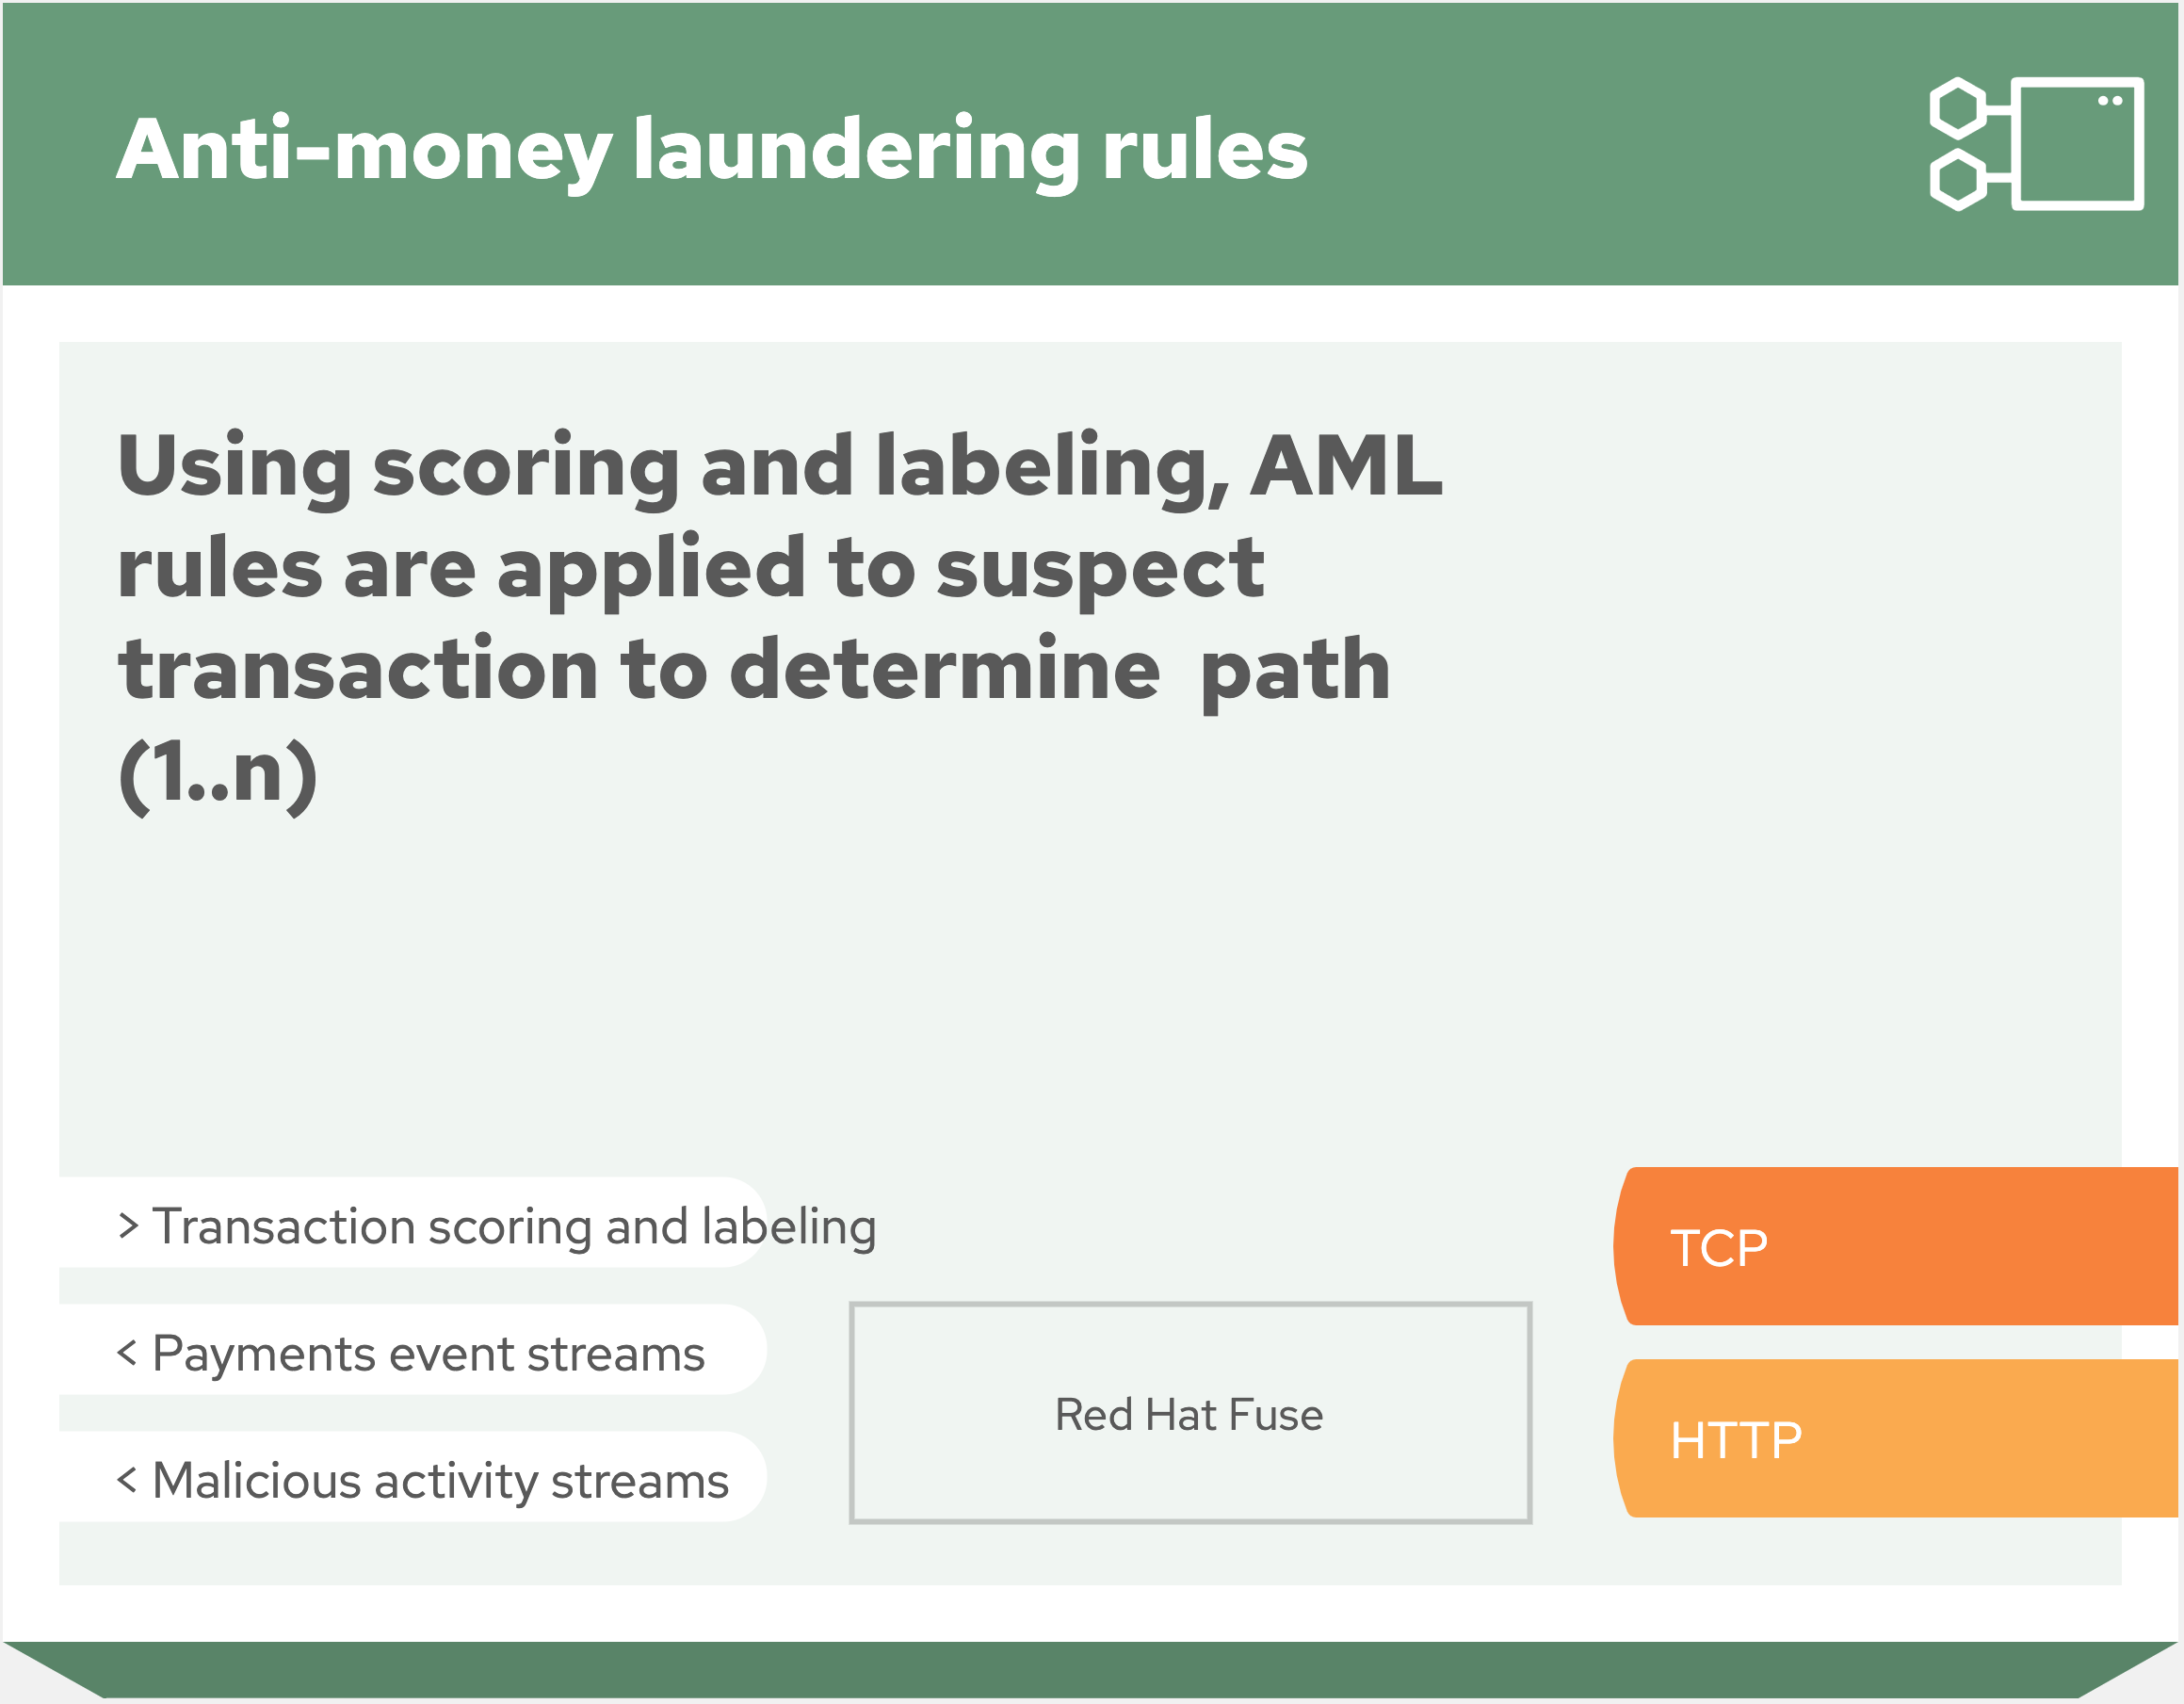 Anti-money laundering rules
Using scoring and labeling, AML
rules are applied to suspect
transaction to determine  path
(1..n)
> Transaction scoring and labeling
< Payments event streams
< Malicious activity streams
Red Hat Fuse
TCP
HTTP